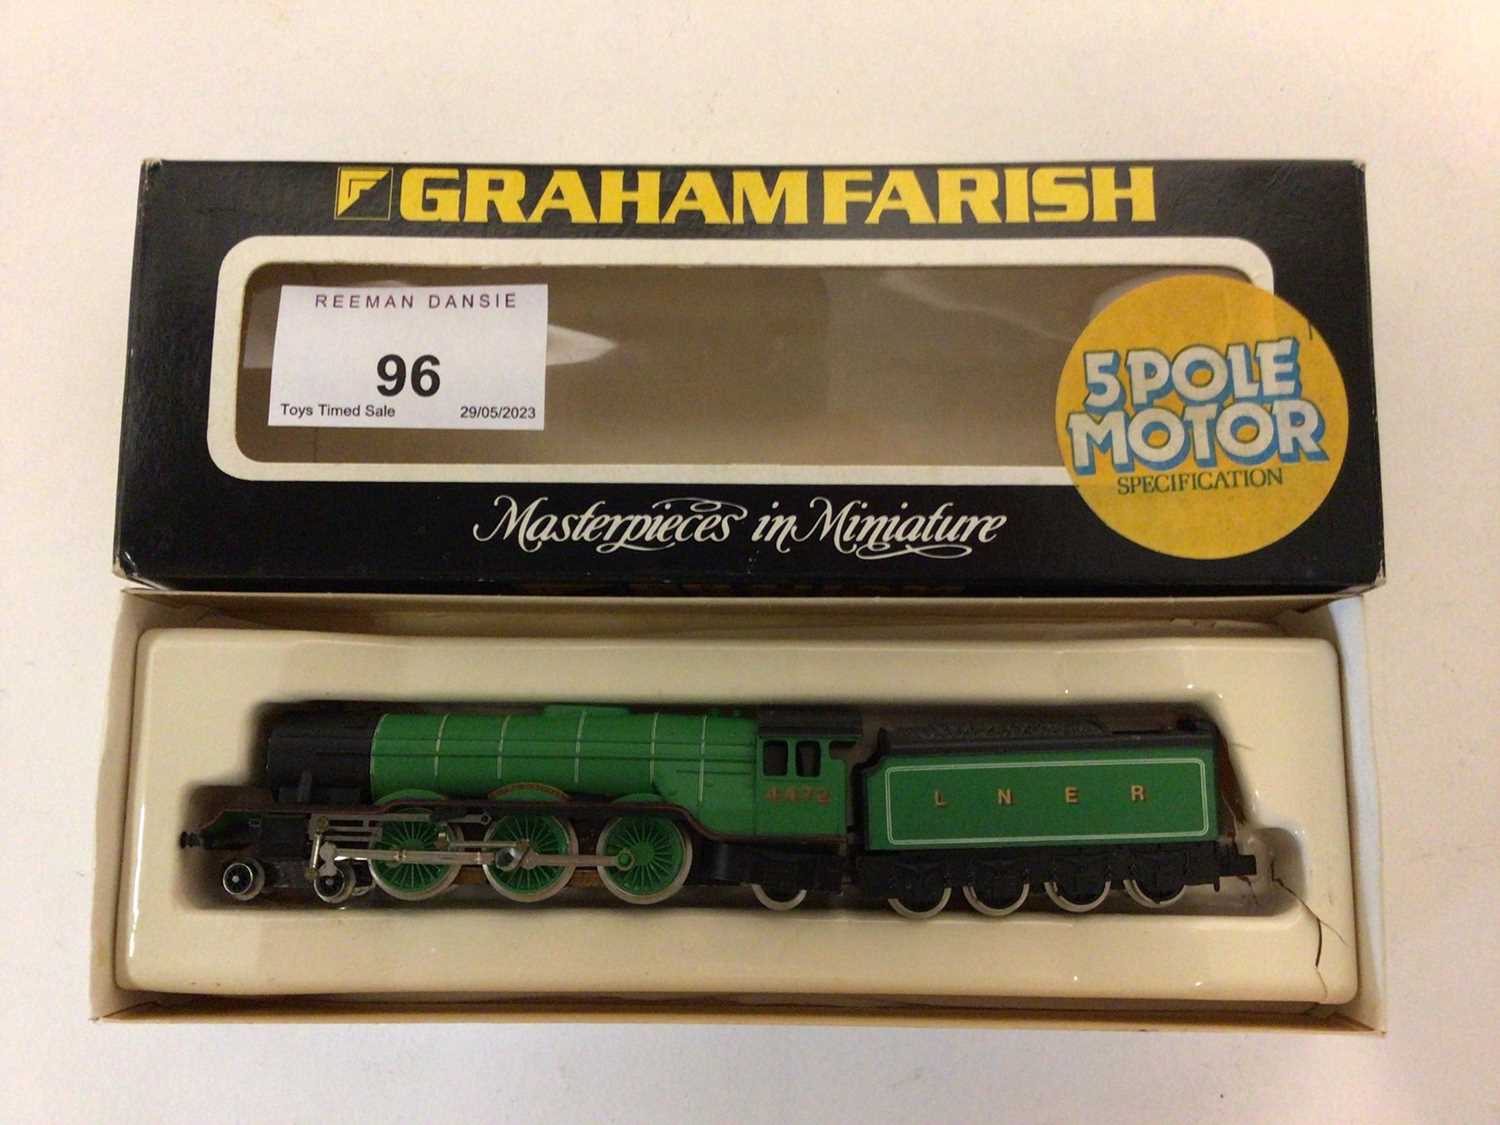 GRAHAM FARISH
REEMAN DANSIE
96
Toys Timed Sale 29/05/2023
5 POLE
MOTOR
SPECIFICATION
Masterpieces in Miniature
4472
L N E R